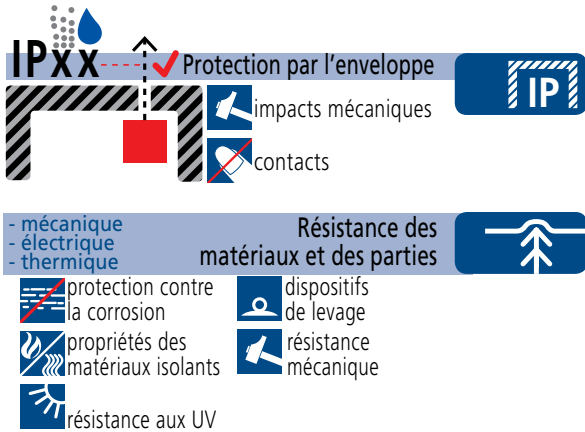 IPxx
Protection par l'enveloppe
IP
impacts mécaniques
contacts
- mécanique
- électrique
- thermique
Résistance des
matériaux et des parties
protection contre
la corrosion
dispositifs
de levage
propriétés des
matériaux isolants
résistance
mécanique
résistance aux UV